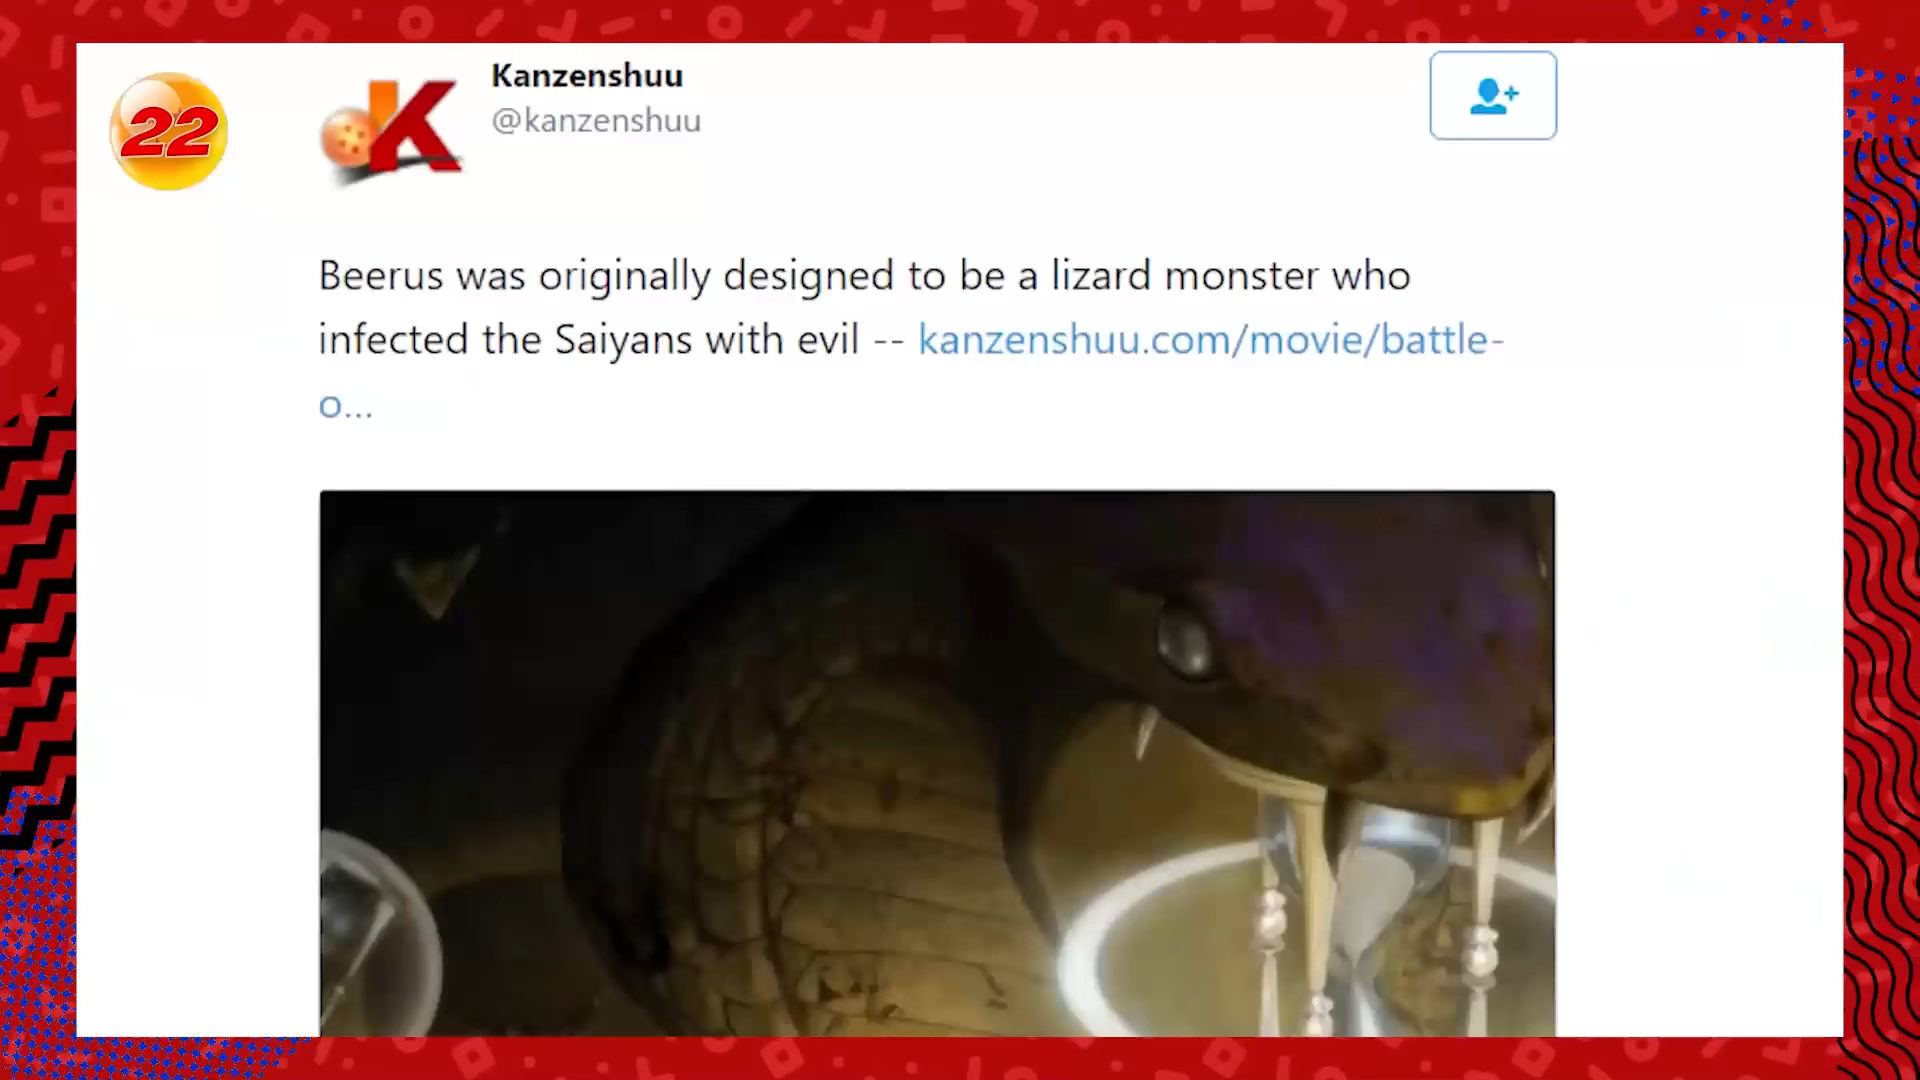 22
K
Kanzenshuu
@kanzenshuu
Beerus was originally designed to be a lizard monster who
infected the Saiyans with evil -- kanzenshuu.com/movie/battle-
o...